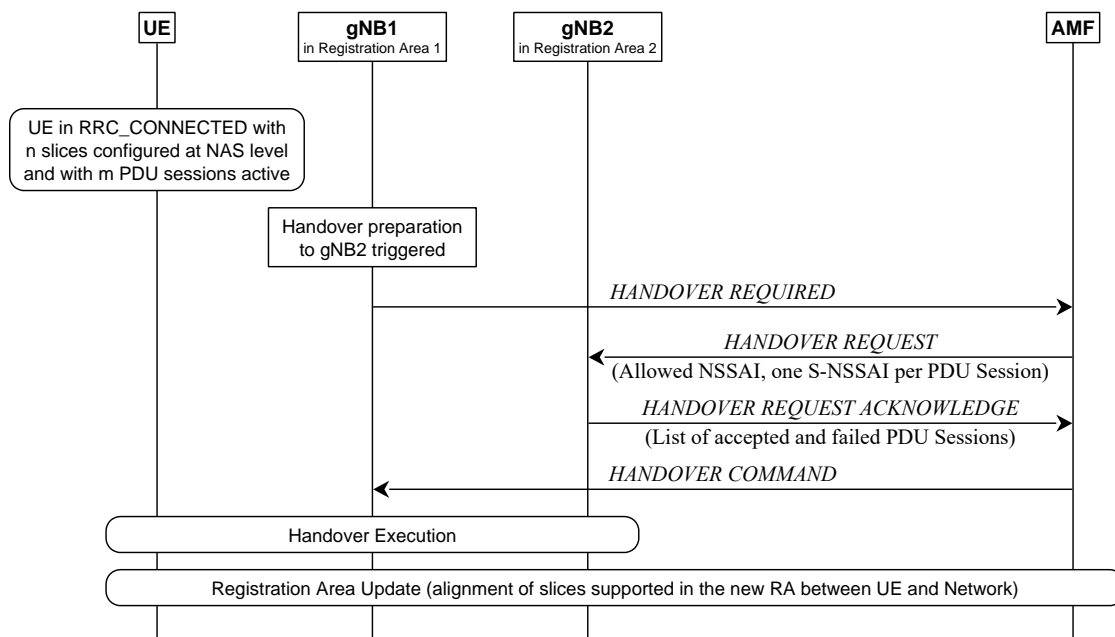 UE
gNB1
in Registration Area 1
gNB2
in Registration Area 2
AMF
UE in RRC_CONNECTED with
n slices configured at NAS level
and with m PDU sessions active
Handover preparation
to gNB2 triggered
HANDOVER REQUIRED
HANDOVER REQUEST
(Allowed NSSAI, one S-NSSAI per PDU Session)
HANDOVER REQUEST ACKNOWLEDGE
(List of accepted and failed PDU Sessions)
HANDOVER COMMAND
Handover Execution
Registration Area Update (alignment of slices supported in the new RA between UE and Network)